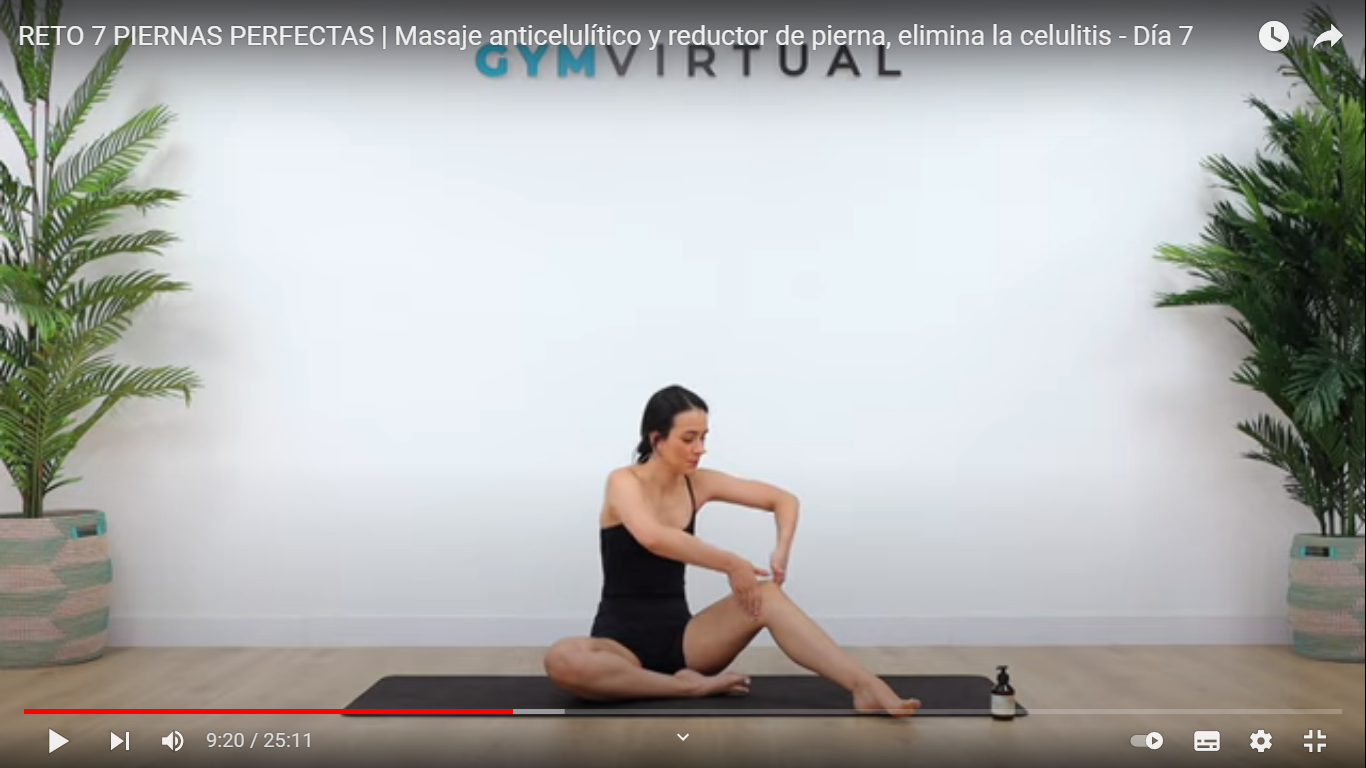 RETO 7 PIERNAS PERFECTAS | Masaje anticelulítico y reductor de pierna, elimina la celulitis - Día 7
GYMVIRTUAL
9:20 / 25:11